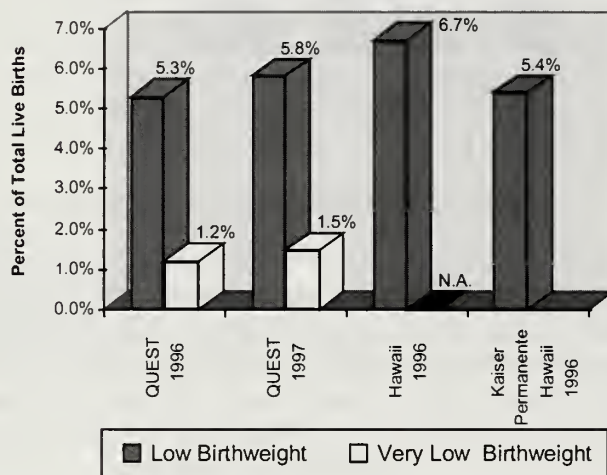 Percent of Total Live Births
7.0%
6.0%
5.0%
4.0%
3.0%
2.0%
1.0%
0.0%
5.3%
1.2%
5.8%
1.5%
6.7%
N.A.
5.4%
QUEST
1996
QUEST
1997
Hawaii
1996
Kaiser
Permanente
Hawaii
1996
Low Birthweight
Very Low Birthweight